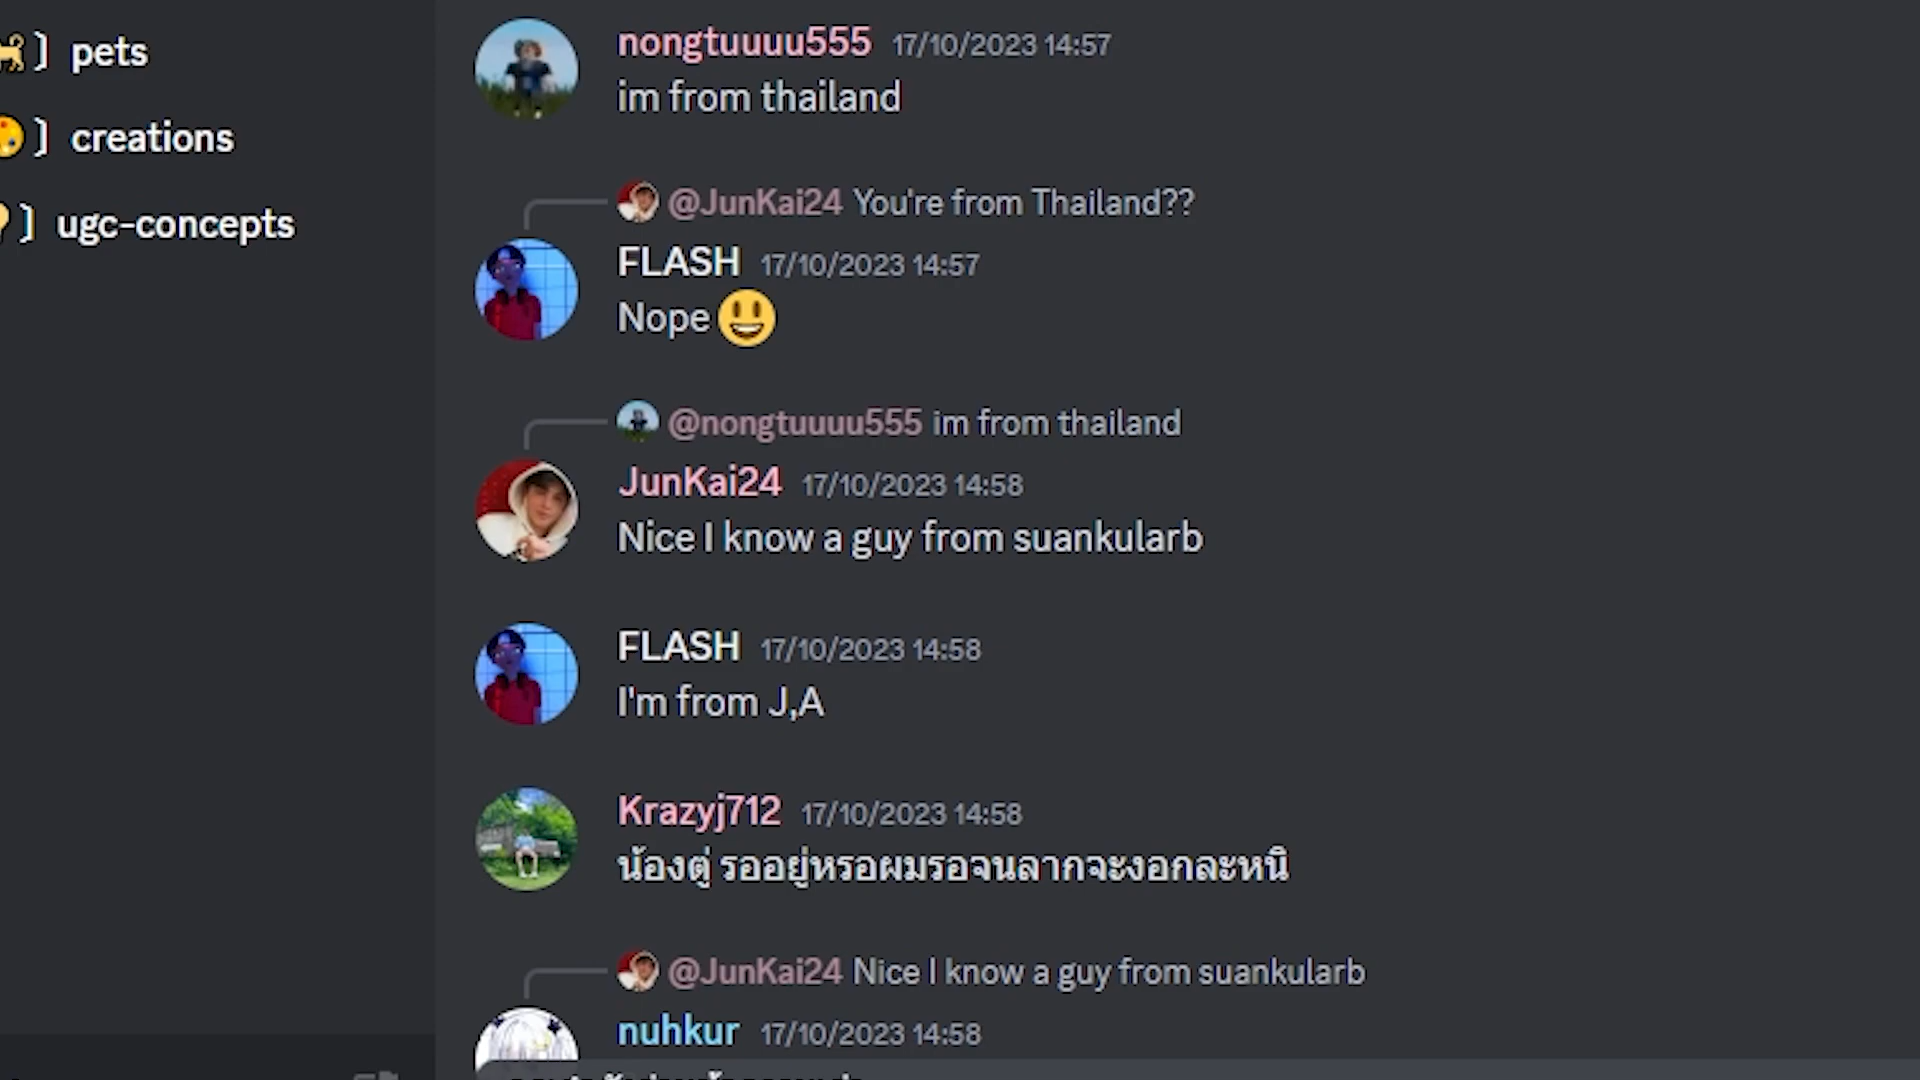 pets
creations
ugc-concepts
nongtuuuu555 17/10/2023 14:57
im from thailand
@JunKai24 You're from Thailand??
FLASH 17/10/2023 14:57
Nope 😃
@nongtuuuu555 im from thailand
JunKai24 17/10/2023 14:58
Nice I know a guy from suankularb
FLASH 17/10/2023 14:58
I'm from J,A
Krazyj712 17/10/2023 14:58
น้องตู่ รออยู่หรอผมรอจนลากจะงอกละหนิ
@JunKai24 Nice I know a guy from suankularb
nuhkur 17/10/2023 14:58